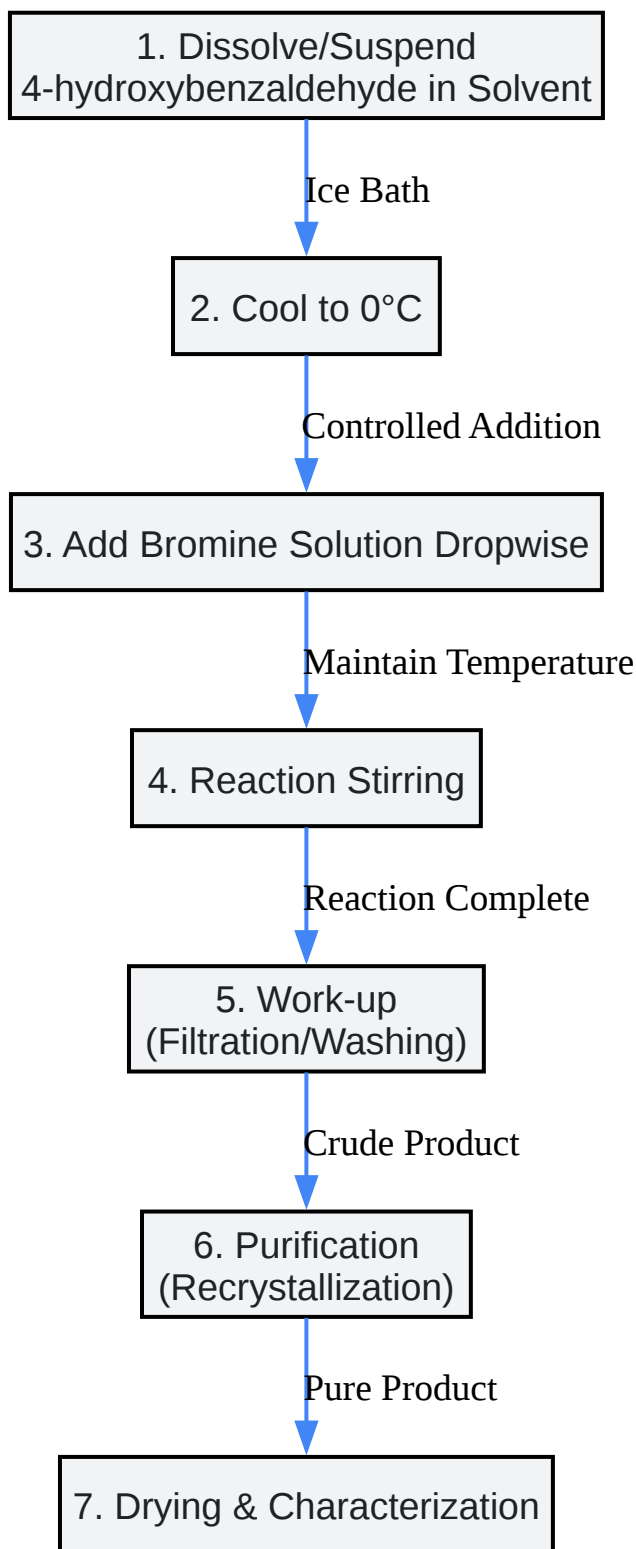 1. Dissolve/Suspend
4-hydroxybenzaldehyde in Solvent
Ice Bath
2. Cool to 0°C
Controlled Addition
3. Add Bromine Solution Dropwise
Maintain Temperature
4. Reaction Stirring
Reaction Complete
5. Work-up
(Filtration/Washing)
Crude Product
6. Purification
(Recrystallization)
Pure Product
7. Drying & Characterization